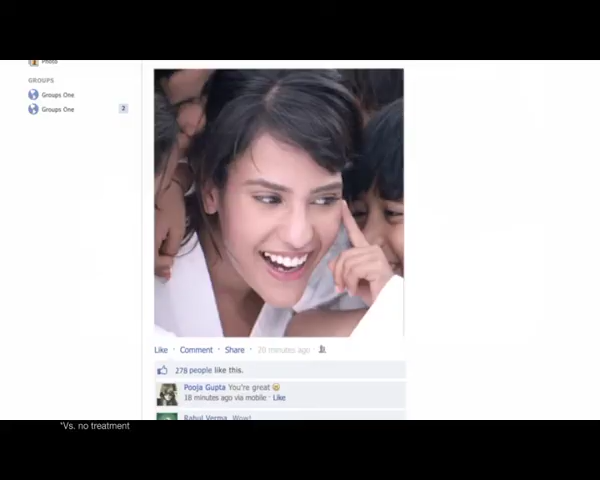 Photos
GROUPS
Groups One
Groups One 2
Like · Comment · Share · 20 minutes ago ·
278 people like this.
Pooja Gupta You're great
18 minutes ago via mobile · Like
Rahul Verma Wow!
*Vs. no treatment